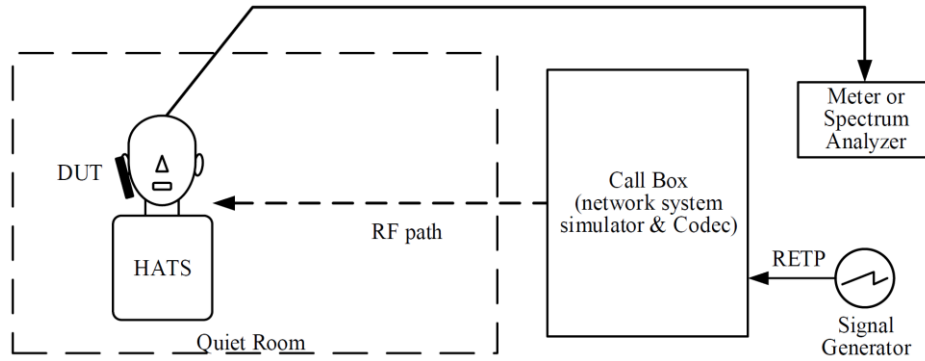 DUT
HATS
Quiet Room
RF path
Call Box
(network system
simulator & Codec)
RETP
Signal
Generator
Meter or
Spectrum
Analyzer